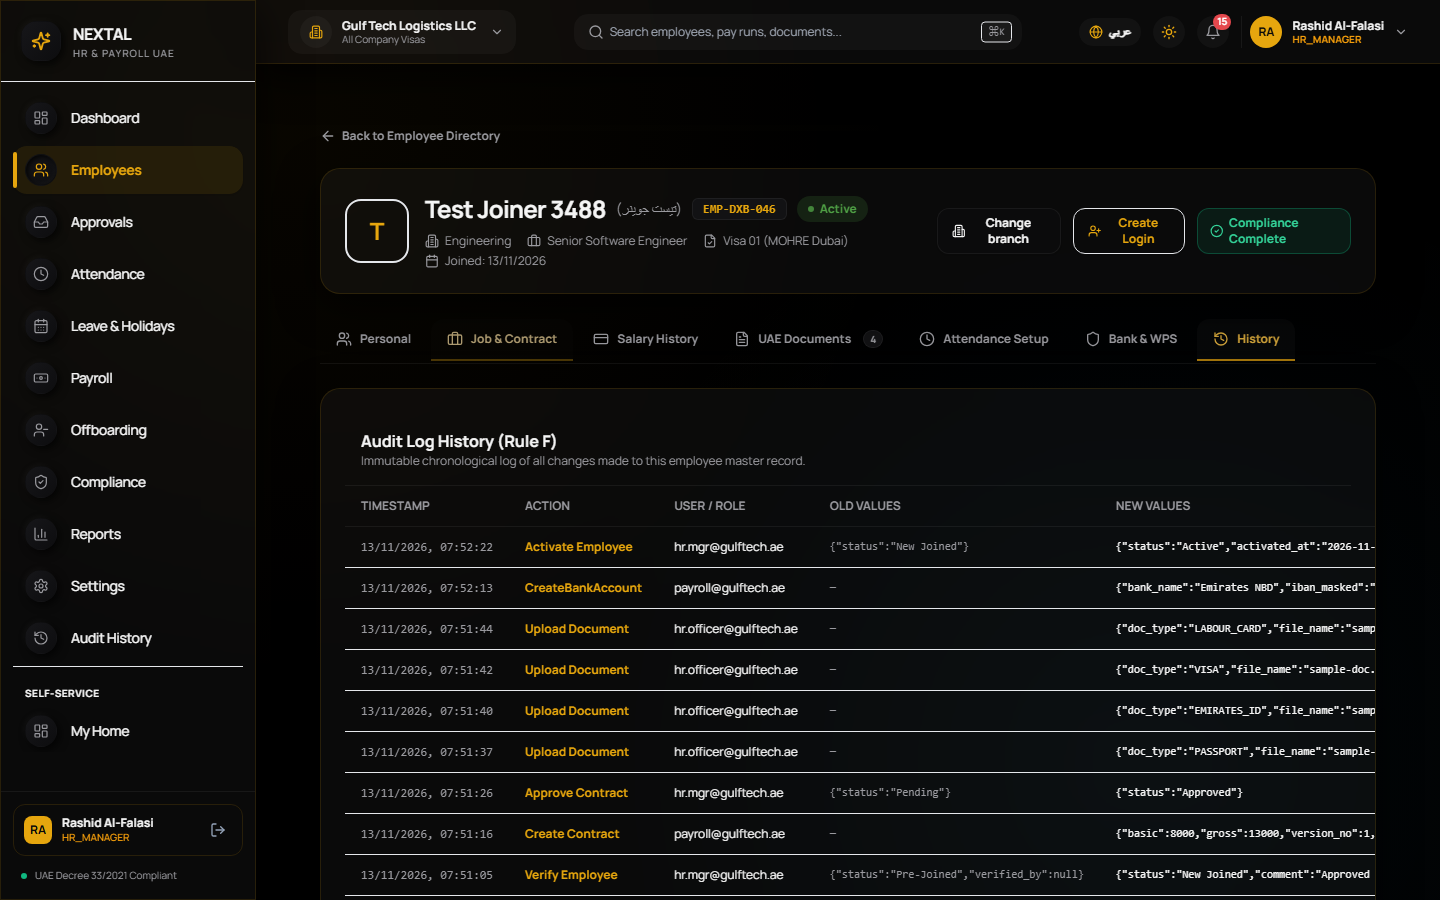 NEXTAL
HR & PAYROLL UAE
Gulf Tech Logistics LLC
All Company Visas
Search employees, pay runs, documents...
⌘K
عربي
15
RA
Rashid Al-Falasi
HR_MANAGER
Dashboard
Employees
Approvals
Attendance
Leave & Holidays
Payroll
Offboarding
Compliance
Reports
Settings
Audit History
SELF-SERVICE
My Home
RA
Rashid Al-Falasi
HR_MANAGER
UAE Decree 33/2021 Compliant
Back to Employee Directory
T
Test Joiner 3488 (تيست جوينر) EMP-DXB-046 Active
Engineering Senior Software Engineer Visa 01 (MOHRE Dubai)
Joined: 13/11/2026
Change branch
Create Login
Compliance Complete
Personal Job & Contract Salary History UAE Documents 4 Attendance Setup Bank & WPS History
Audit Log History (Rule F)
Immutable chronological log of all changes made to this employee master record.
TIMESTAMP ACTION USER / ROLE OLD VALUES NEW VALUES
13/11/2026, 07:52:22 Activate Employee hr.mgr@gulftech.ae {"status":"New Joined"} {"status":"Active","activated_at":"2026-11-
13/11/2026, 07:52:13 CreateBankAccount payroll@gulftech.ae – {"bank_name":"Emirates NBD","iban_masked":"
13/11/2026, 07:51:44 Upload Document hr.officer@gulftech.ae – {"doc_type":"LABOUR_CARD","file_name":"samp
13/11/2026, 07:51:42 Upload Document hr.officer@gulftech.ae – {"doc_type":"VISA","file_name":"sample-doc.
13/11/2026, 07:51:40 Upload Document hr.officer@gulftech.ae – {"doc_type":"EMIRATES_ID","file_name":"samp
13/11/2026, 07:51:37 Upload Document hr.officer@gulftech.ae – {"doc_type":"PASSPORT","file_name":"sample-
13/11/2026, 07:51:26 Approve Contract hr.mgr@gulftech.ae {"status":"Pending"} {"status":"Approved"}
13/11/2026, 07:51:16 Create Contract payroll@gulftech.ae – {"basic":8000,"gross":13000,"version_no":1,
13/11/2026, 07:51:05 Verify Employee hr.mgr@gulftech.ae {"status":"Pre-Joined","verified_by":null} {"status":"New Joined","comment":"Approved